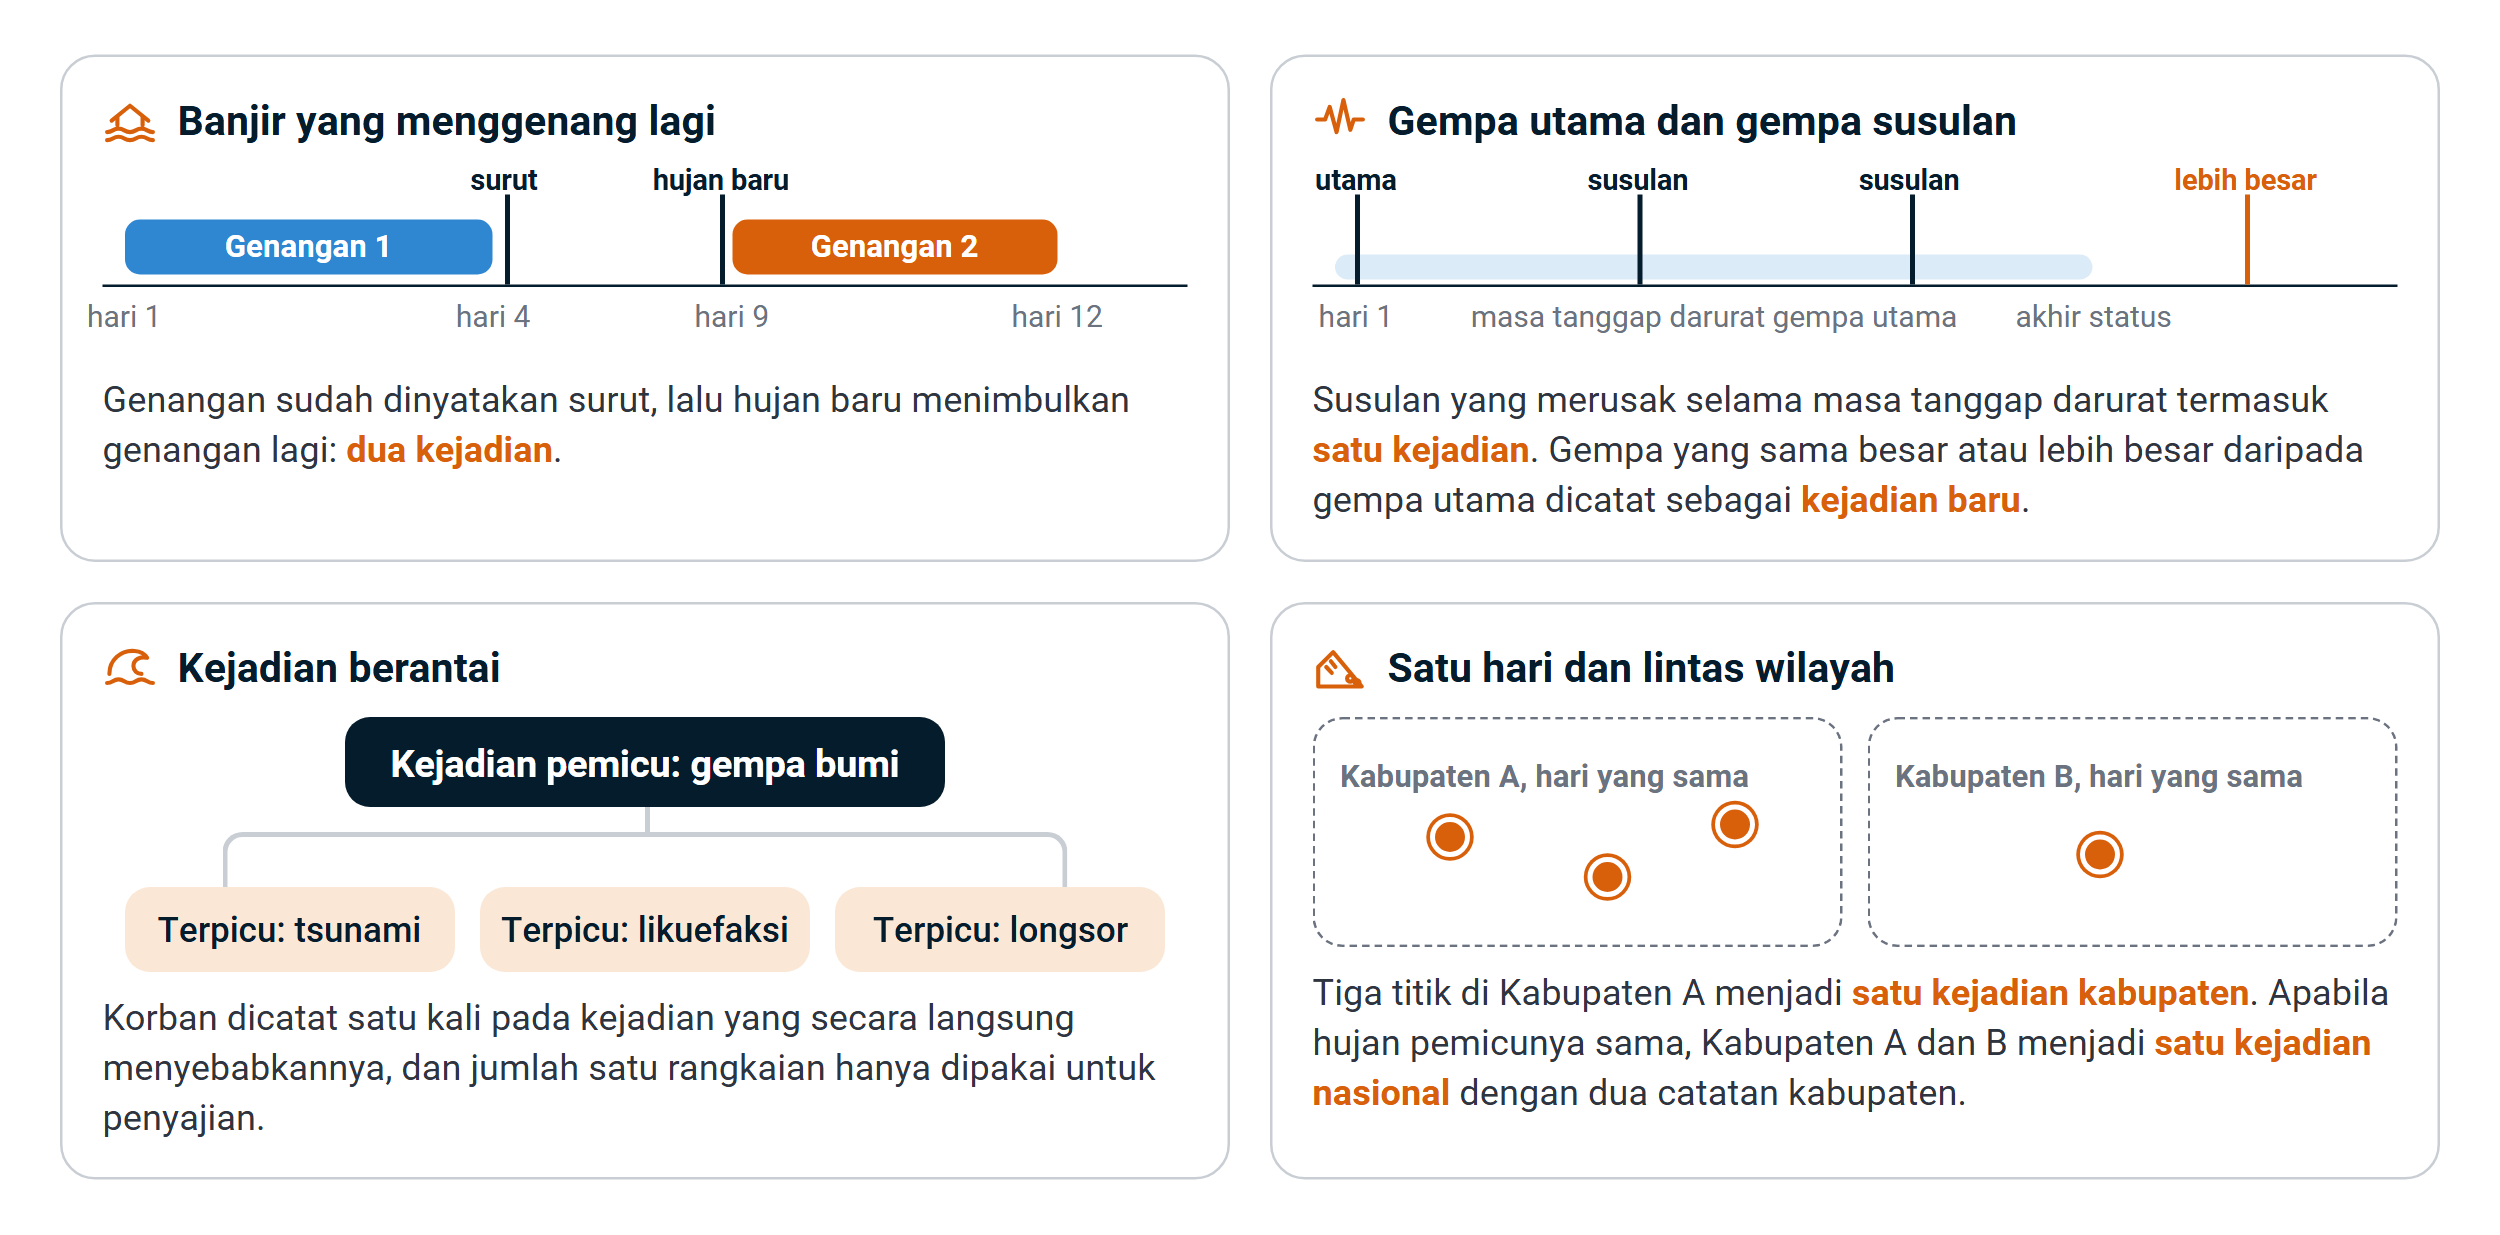 Banjir yang menggenang lagi
surut
hujan baru
Genangan 1
Genangan 2
hari 1
hari 4
hari 9
hari 12
Genangan sudah dinyatakan surut, lalu hujan baru menimbulkan
genangan lagi: dua kejadian.
Gempa utama dan gempa susulan
utama
susulan
susulan
lebih besar
hari 1
masa tanggap darurat gempa utama
akhir status
Susulan yang merusak selama masa tanggap darurat termasuk
satu kejadian. Gempa yang sama besar atau lebih besar daripada
gempa utama dicatat sebagai kejadian baru.
Kejadian berantai
Kejadian pemicu: gempa bumi
Terpicu: tsunami
Terpicu: likuefaksi
Terpicu: longsor
Korban dicatat satu kali pada kejadian yang secara langsung
menyebabkannya, dan jumlah satu rangkaian hanya dipakai untuk
penyajian.
Satu hari dan lintas wilayah
Kabupaten A, hari yang sama
Kabupaten B, hari yang sama
Tiga titik di Kabupaten A menjadi satu kejadian kabupaten. Apabila
hujan pemicunya sama, Kabupaten A dan B menjadi satu kejadian
nasional dengan dua catatan kabupaten.